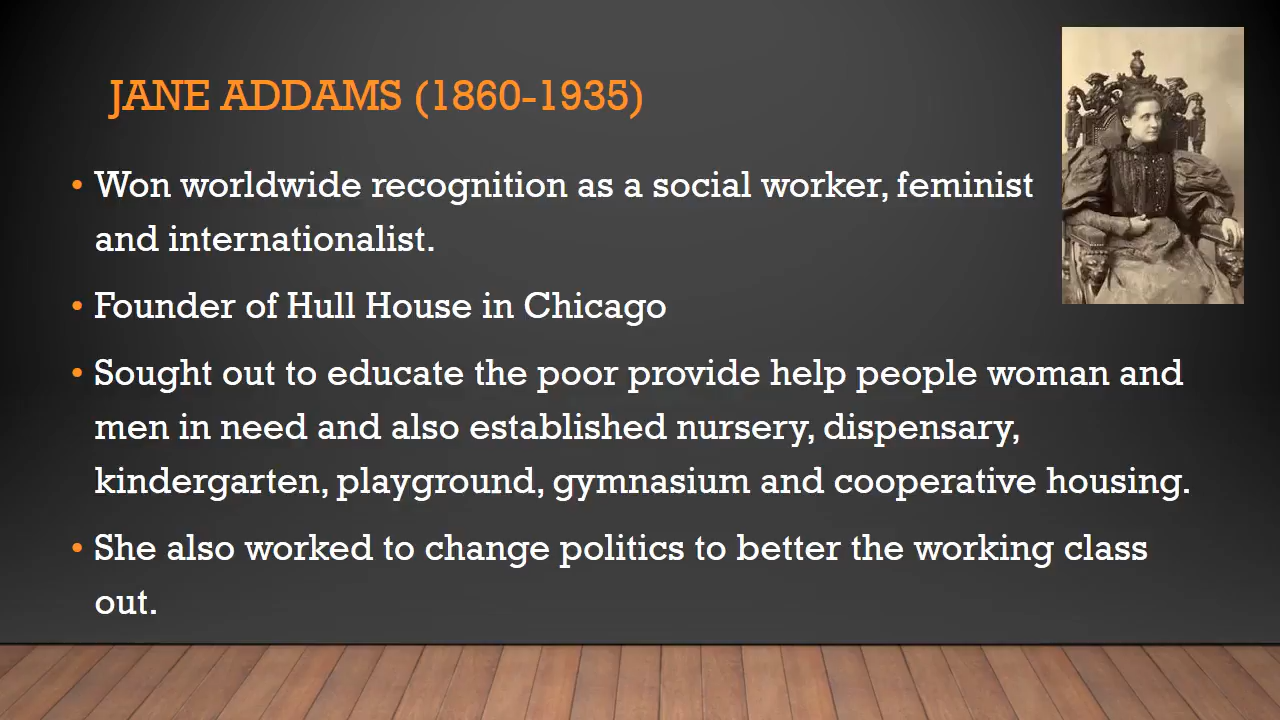 JANE ADDAMS (1860-1935)
• Won worldwide recognition as a social worker, feminist
and internationalist.
• Founder of Hull House in Chicago
• Sought out to educate the poor provide help people woman and
men in need and also established nursery, dispensary,
kindergarten, playground, gymnasium and cooperative housing.
• She also worked to change politics to better the working class
out.